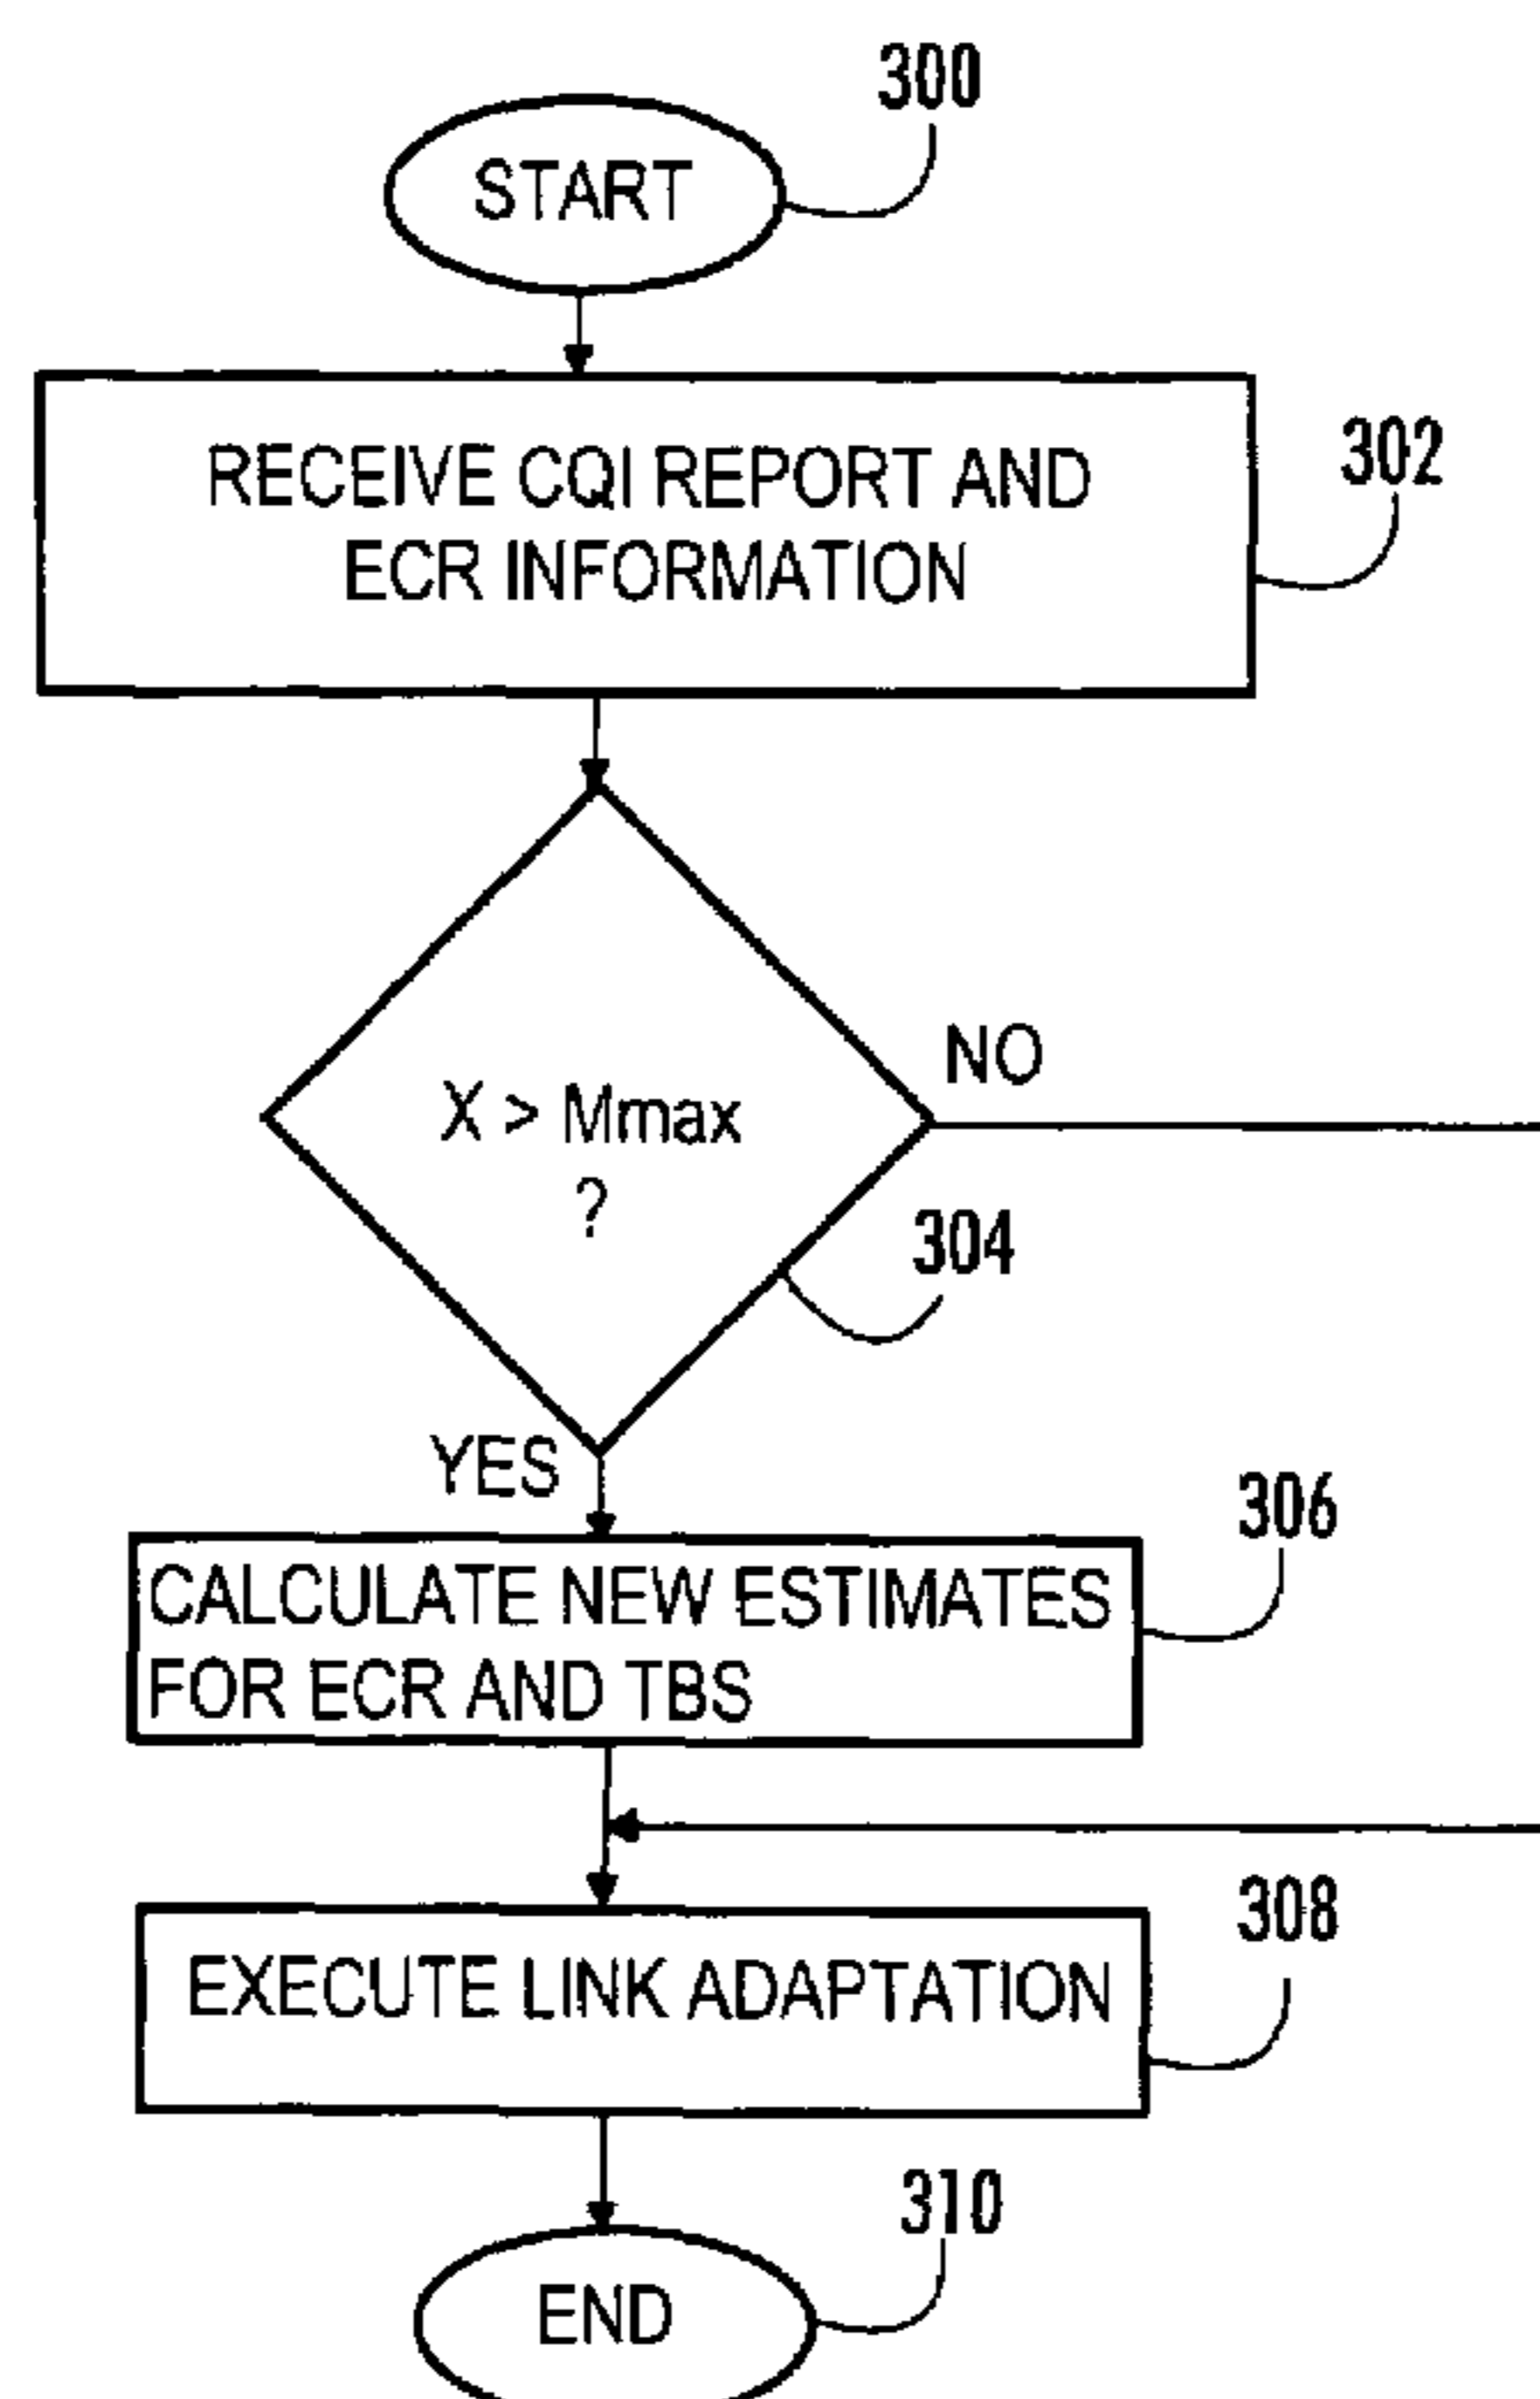 300
START
RECEIVE CQI REPORT AND
ECR INFORMATION
302
NO
X > Mmax
?
304
YES
306
CALCULATE NEW ESTIMATES
FOR ECR AND TBS
308
EXECUTE LINK ADAPTATION
310
END